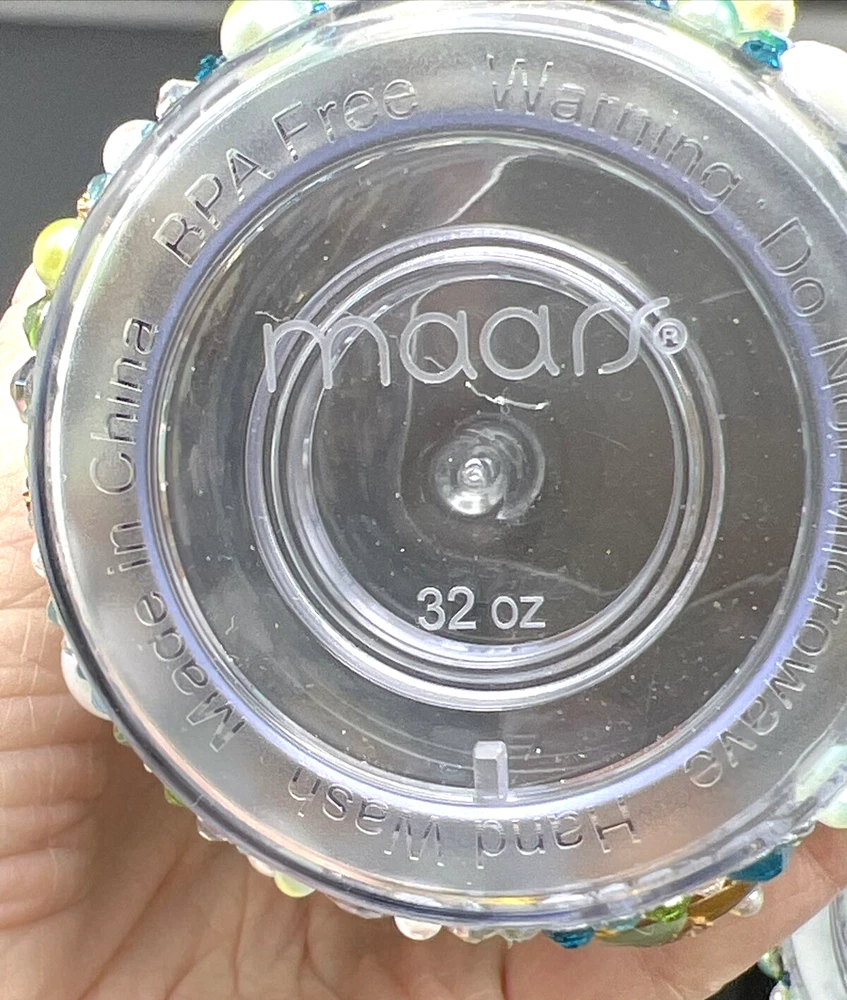 BPA Free Warning: Do Not Microwave
Hand Wash Made in China
maars®
32 oz